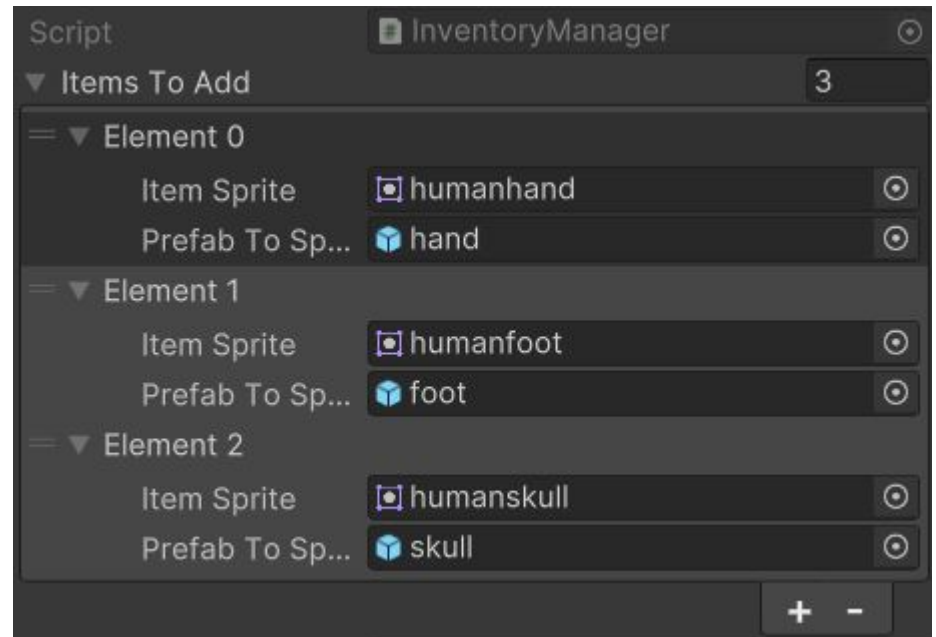 Script InventoryManager
Items To Add 3
Element 0
Item Sprite humanhand
Prefab To Sp... hand
Element 1
Item Sprite humanfoot
Prefab To Sp... foot
Element 2
Item Sprite humanskull
Prefab To Sp... skull
+ -